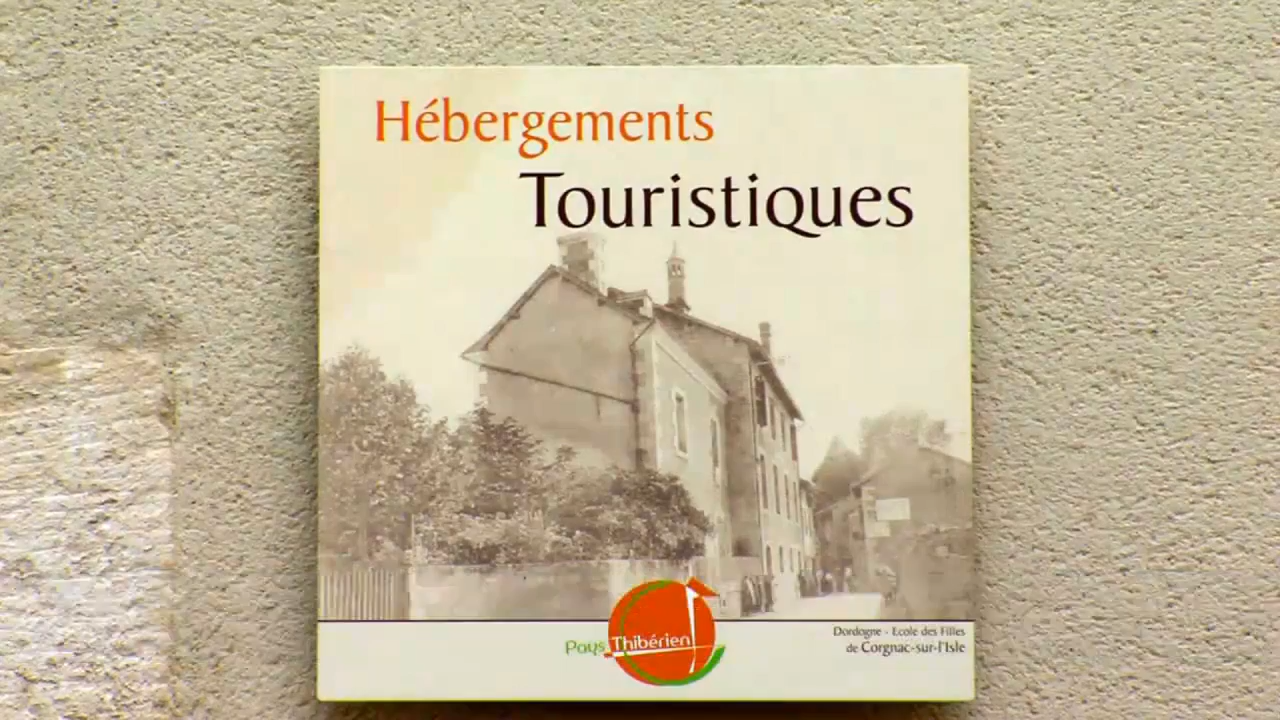 Hébergements
Touristiques
Pays Thibérien
Dordogne - Ecole des Filles
de Corgnac-sur-l'Isle